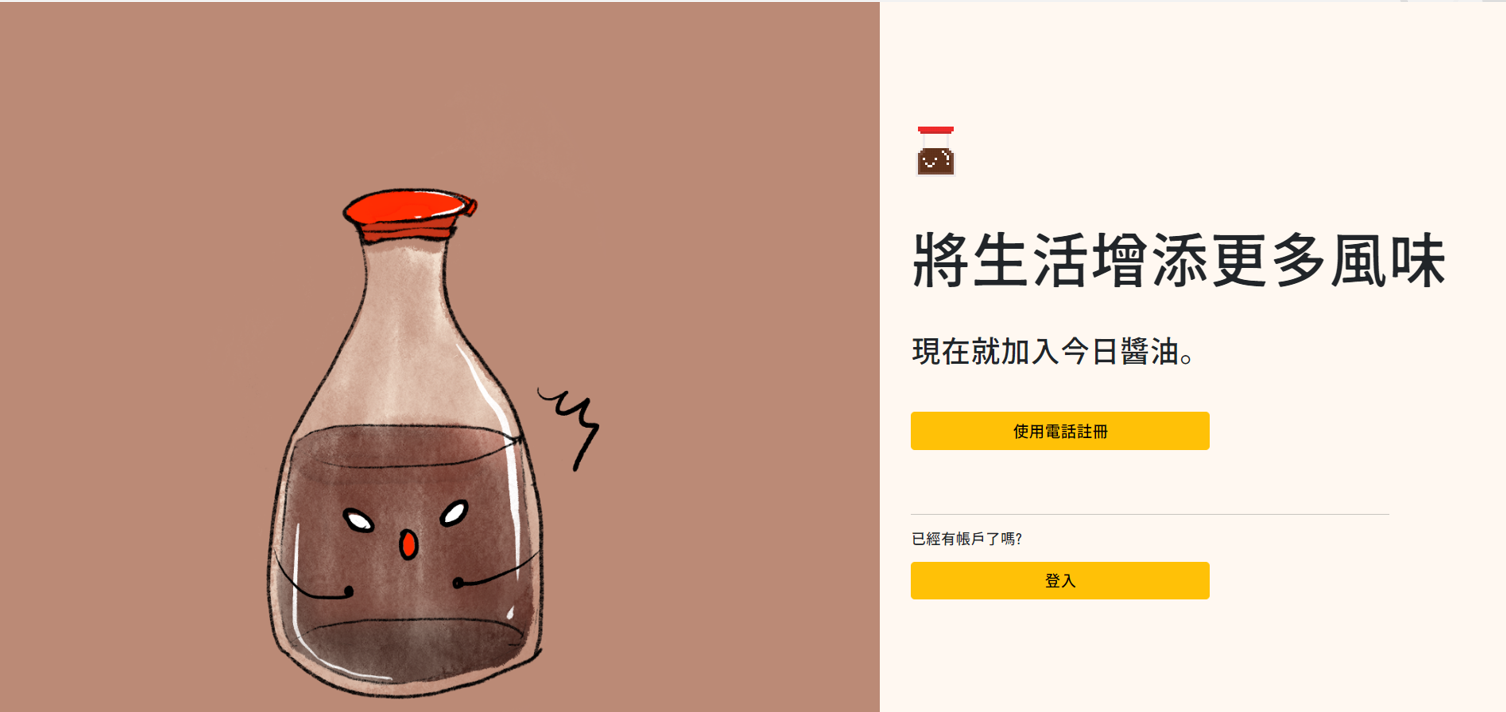 將生活增添更多風味
現在就加入今日醬油。
使用電話註冊
已經有帳戶了嗎?
登入